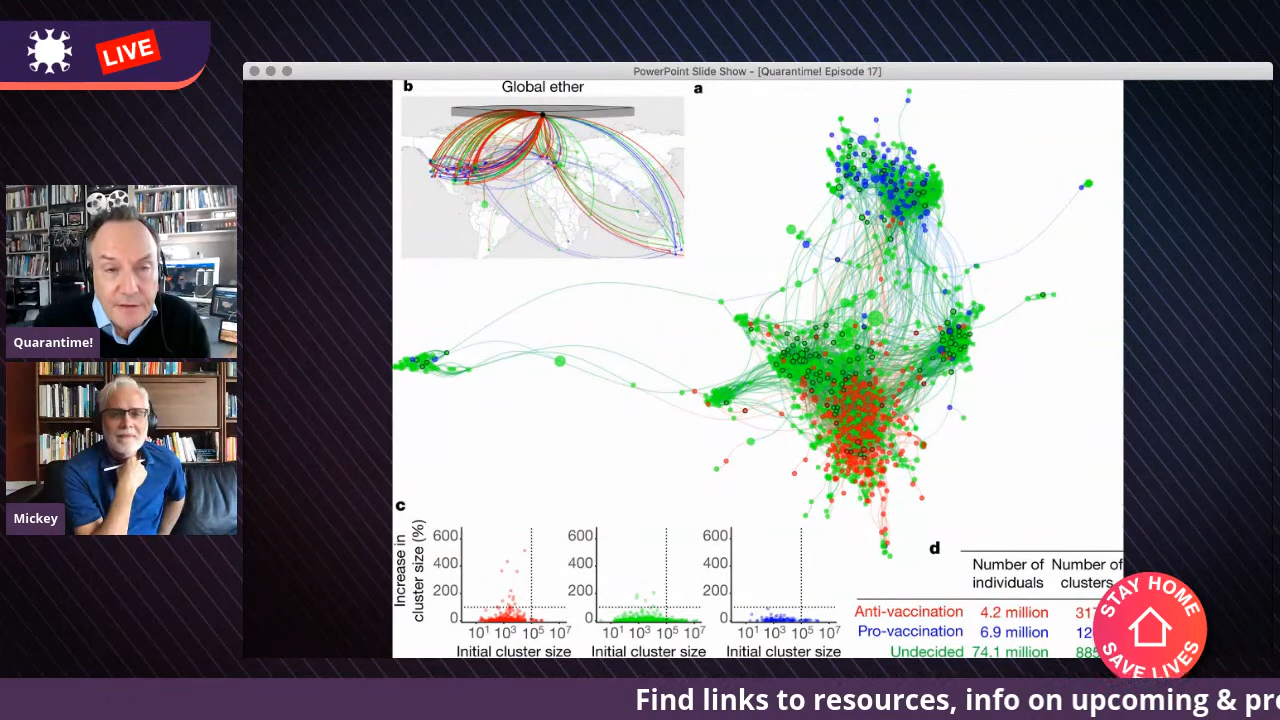 LIVE
PowerPoint Slide Show - [Quarantime! Episode 17]
b
Global ether
a
Quarantime!
Mickey
c
Increase in
cluster size (%)
600
400
200
0
10¹ 10³ 10⁵ 10⁷
Initial cluster size
600
400
200
0
10¹ 10³ 10⁵ 10⁷
Initial cluster size
600
400
200
0
10¹ 10³ 10⁵ 10⁷
Initial cluster size
d
Number of individuals
Number of clusters
Anti-vaccination 4.2 million 317
Pro-vaccination 6.9 million 12
Undecided 74.1 million 885
STAY HOME
SAVE LIVES
Find links to resources, info on upcoming & pr